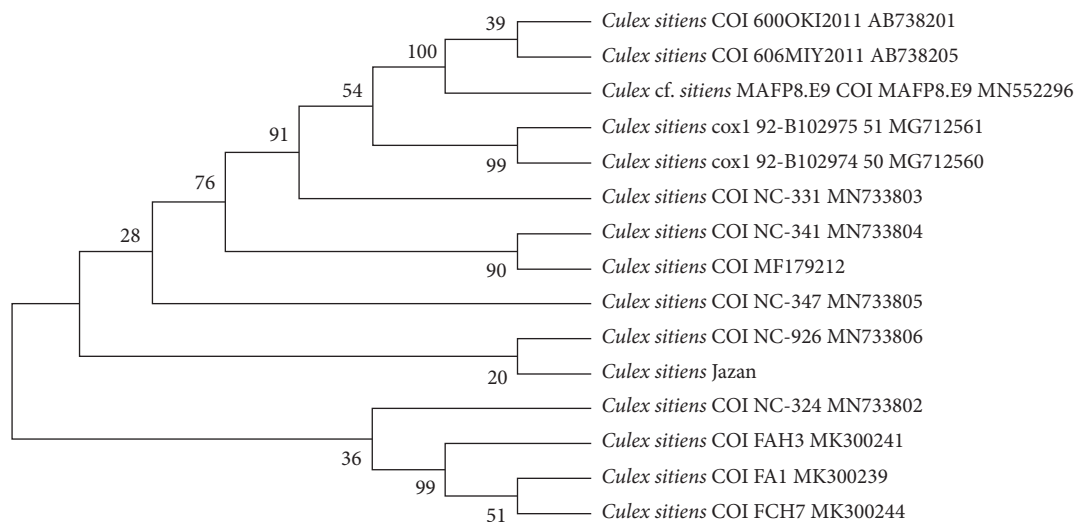 39
Culex sitiens COI 600OKI2011 AB738201
Culex sitiens COI 606MIY2011 AB738205
100
Culex cf. sitiens MAFP8.E9 COI MAFP8.E9 MN552296
54
Culex sitiens cox1 92-B102975 51 MG712561
91
99
Culex sitiens cox1 92-B102974 50 MG712560
76
Culex sitiens COI NC-331 MN733803
28
Culex sitiens COI NC-341 MN733804
90
Culex sitiens COI MF179212
Culex sitiens COI NC-347 MN733805
Culex sitiens COI NC-926 MN733806
20
Culex sitiens Jazan
Culex sitiens COI NC-324 MN733802
36
Culex sitiens COI FAH3 MK300241
99
Culex sitiens COI FA1 MK300239
51
Culex sitiens COI FCH7 MK300244